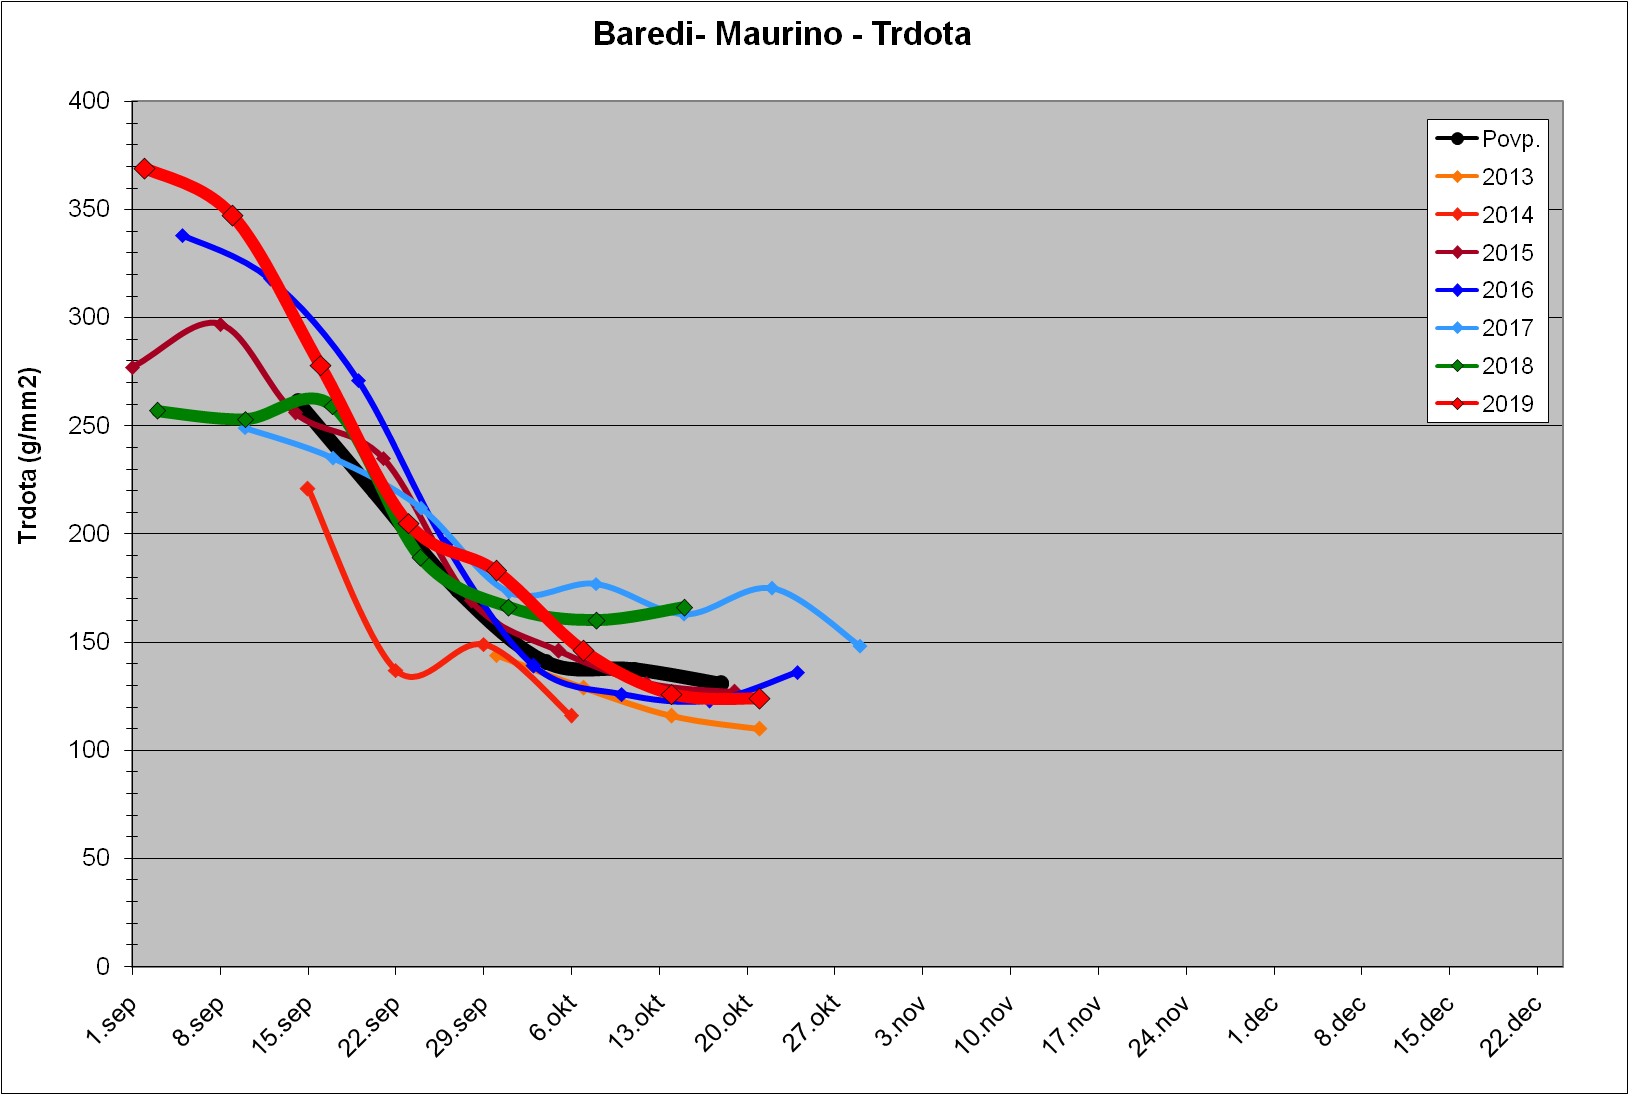 Baredi- Maurino - Trdota
400
350
300
250
200
150
100
50
0
Trdota (g/mm2)
1.sep
8.sep
15.sep
22.sep
29.sep
6.okt
13.okt
20.okt
27.okt
3.nov
10.nov
17.nov
24.nov
1.dec
8.dec
15.dec
22.dec
Povp.
2013
2014
2015
2016
2017
2018
2019